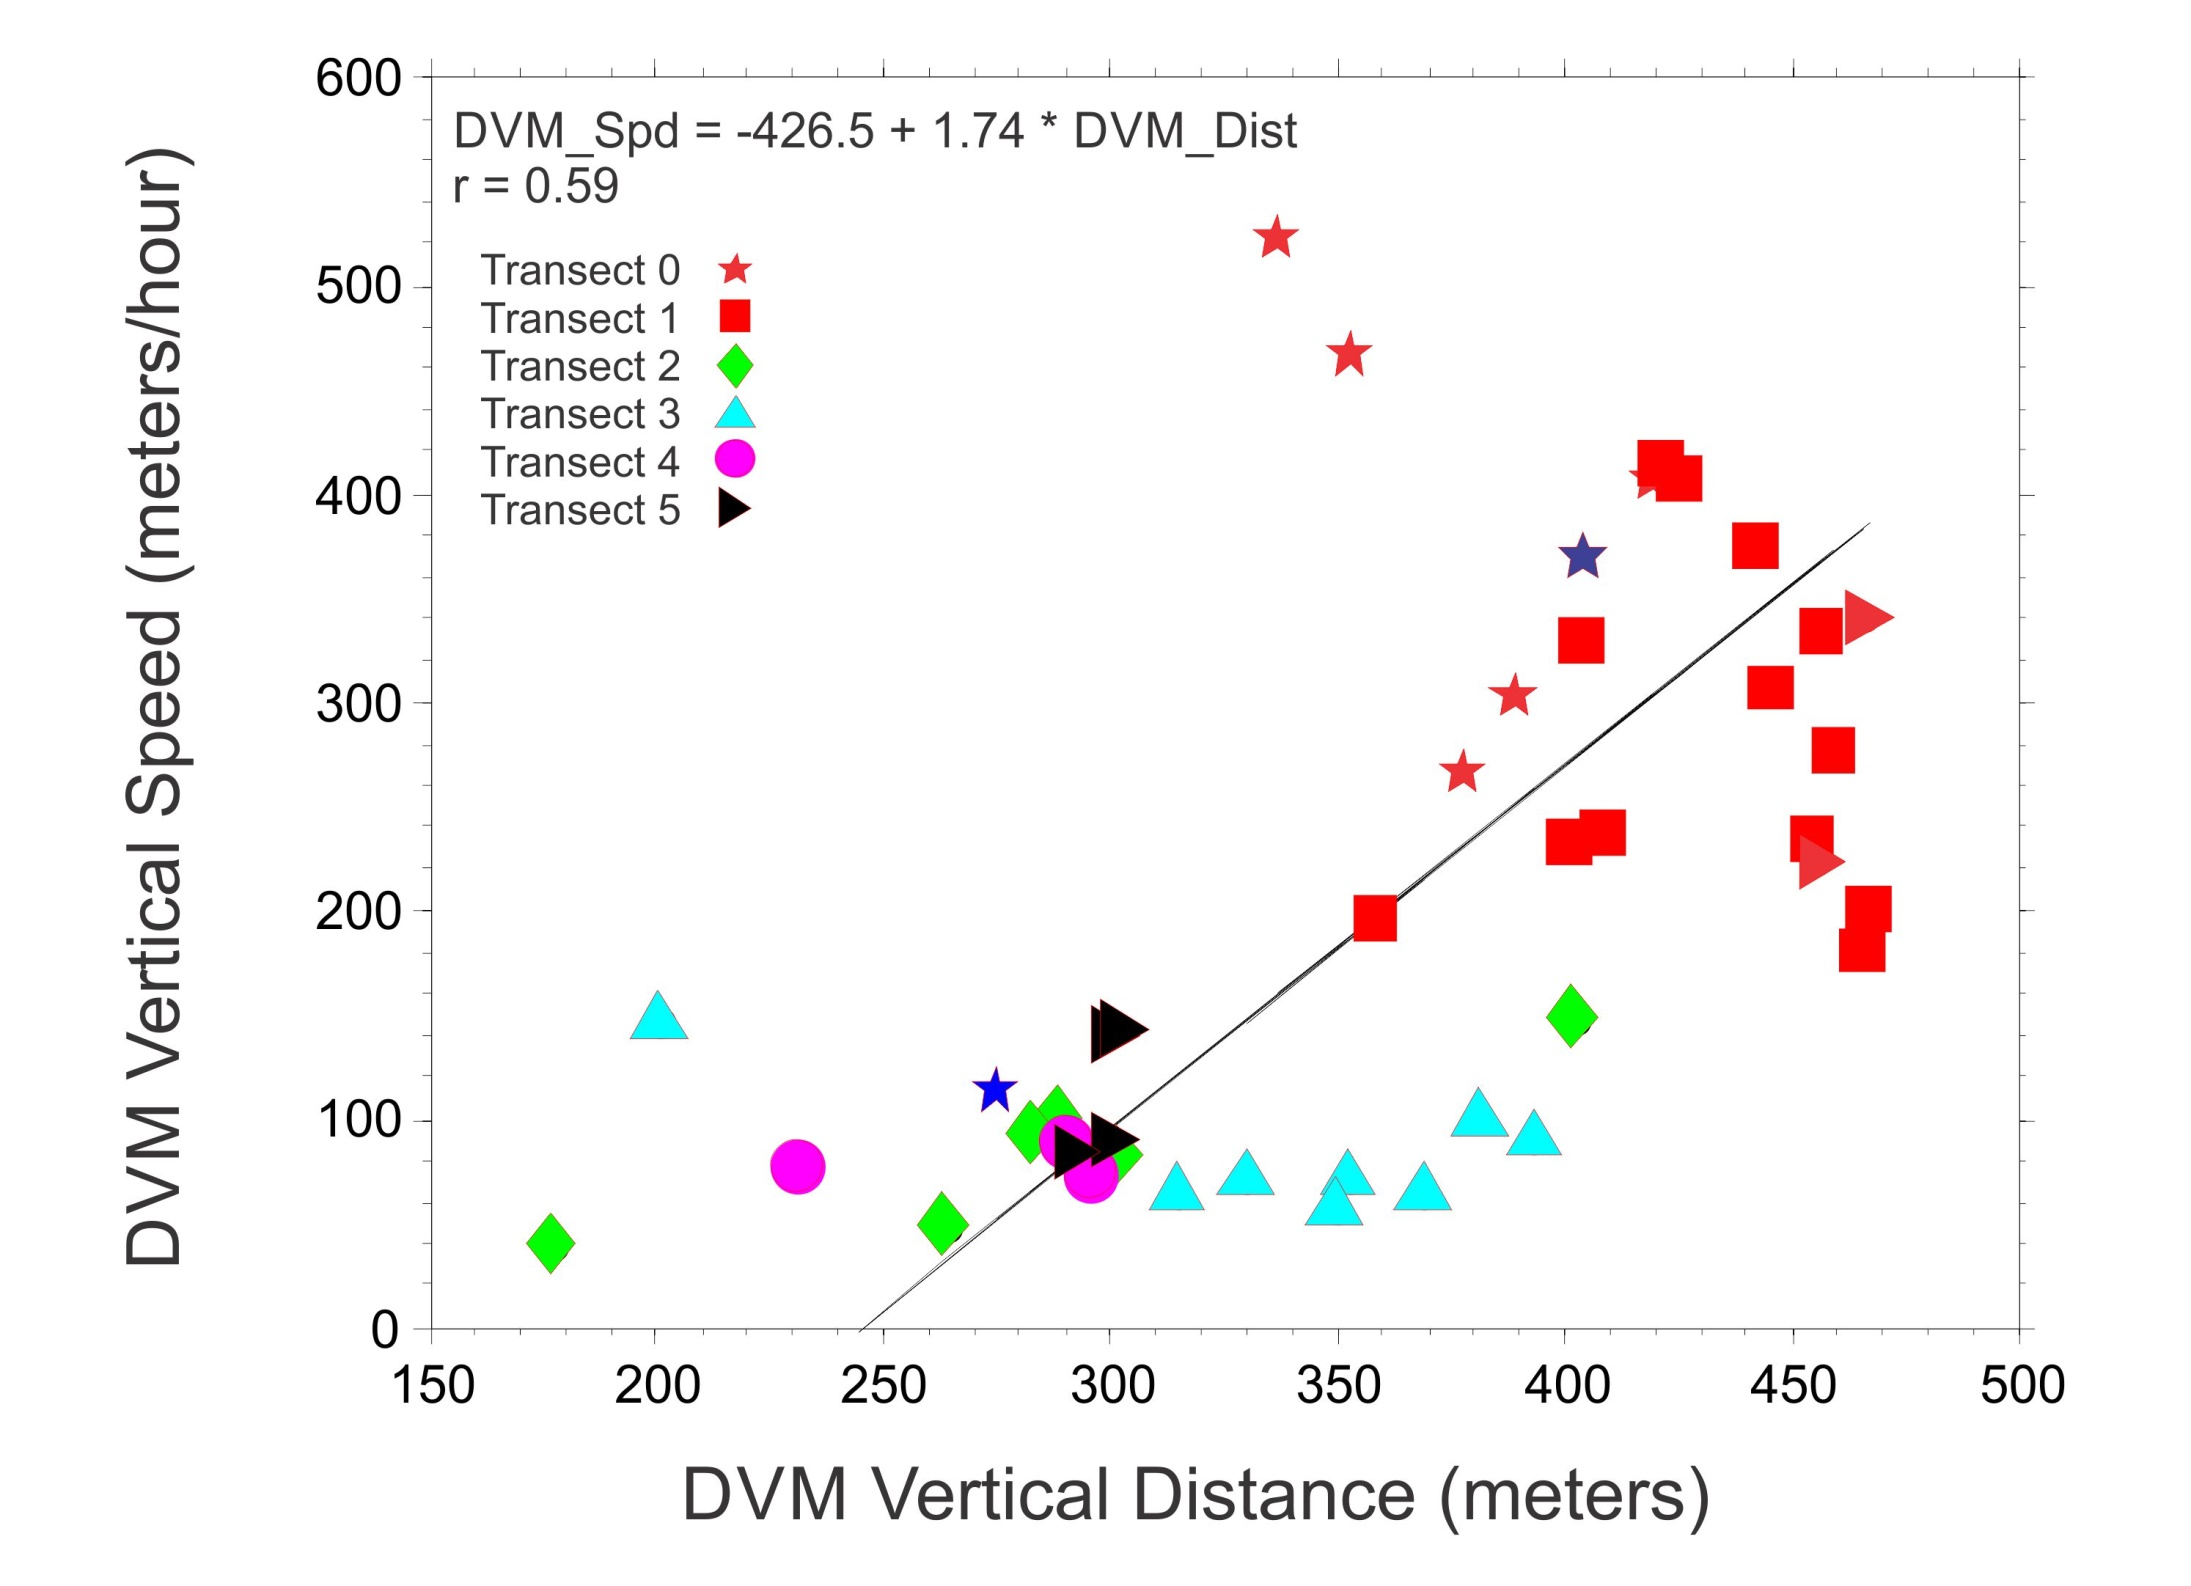 600
DVM_Spd = -426.5 + 1.74 * DVM_Dist
r = 0.59
Transect 0
500
Transect 1
Transect 2
Transect 3
Transect 4
400
Transect 5
300
200
100
0
DVM Vertical Speed (meters/hour)
150 200 250 300 350 400 450 500
DVM Vertical Distance (meters)